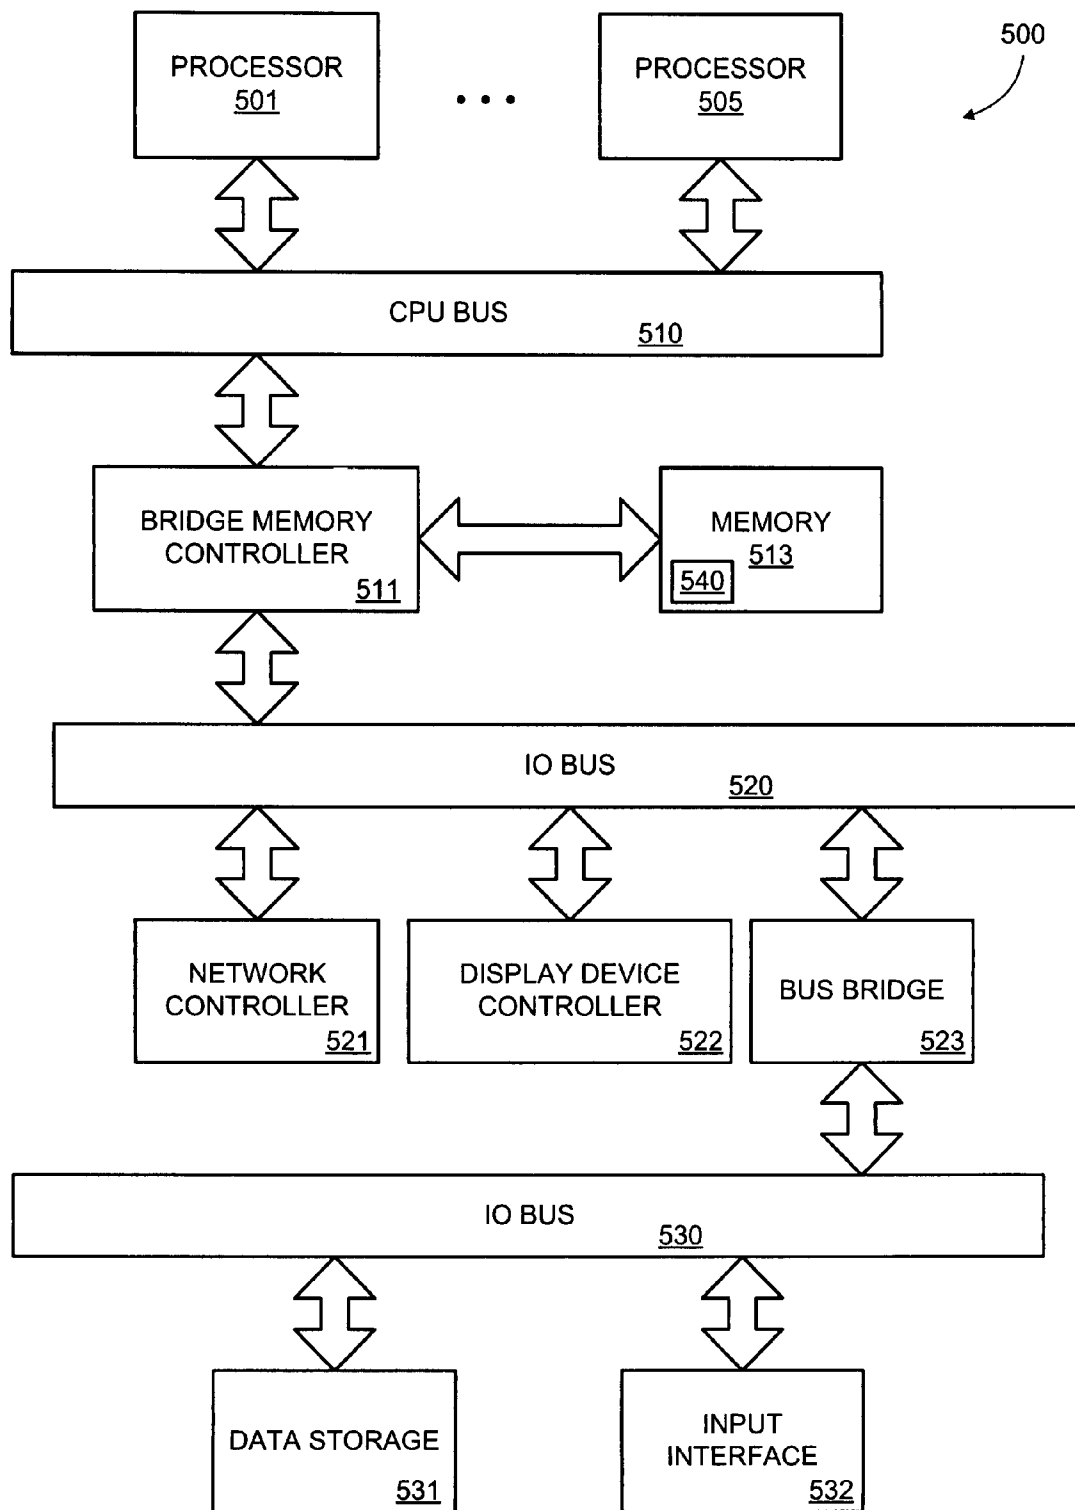 500
PROCESSOR
501
• • •
PROCESSOR
505
CPU BUS
510
BRIDGE MEMORY
CONTROLLER
511
MEMORY
513
540
IO BUS
520
NETWORK
CONTROLLER
521
DISPLAY DEVICE
CONTROLLER
522
BUS BRIDGE
523
IO BUS
530
DATA STORAGE
531
INPUT
INTERFACE
532